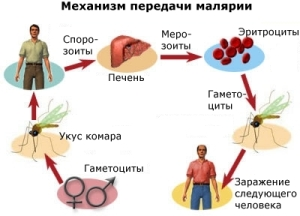 Механизм передачи малярии
Споро-
зоиты
Печень
Меро-
зоиты
Эритроциты
Гамето-
циты
Укус комара
Гаметоциты
Заражение
следующего
человека